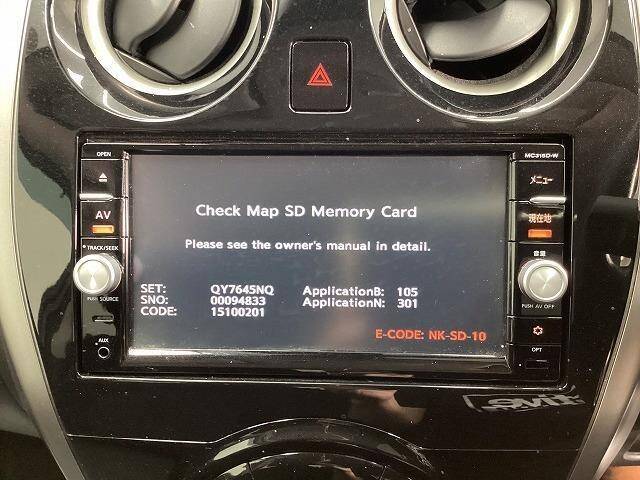 OPEN
MC315D-W
メニュー
AV
現在地
TRACK/SEEK
音量
PUSH SOURCE
PUSH AV OFF
AUX
OPT
Check Map SD Memory Card
Please see the owner's manual in detail.
SET: QY7645NQ ApplicationB: 105
SNO: 00094833 ApplicationN: 301
CODE: 15100201
E-CODE: NK-SD-10